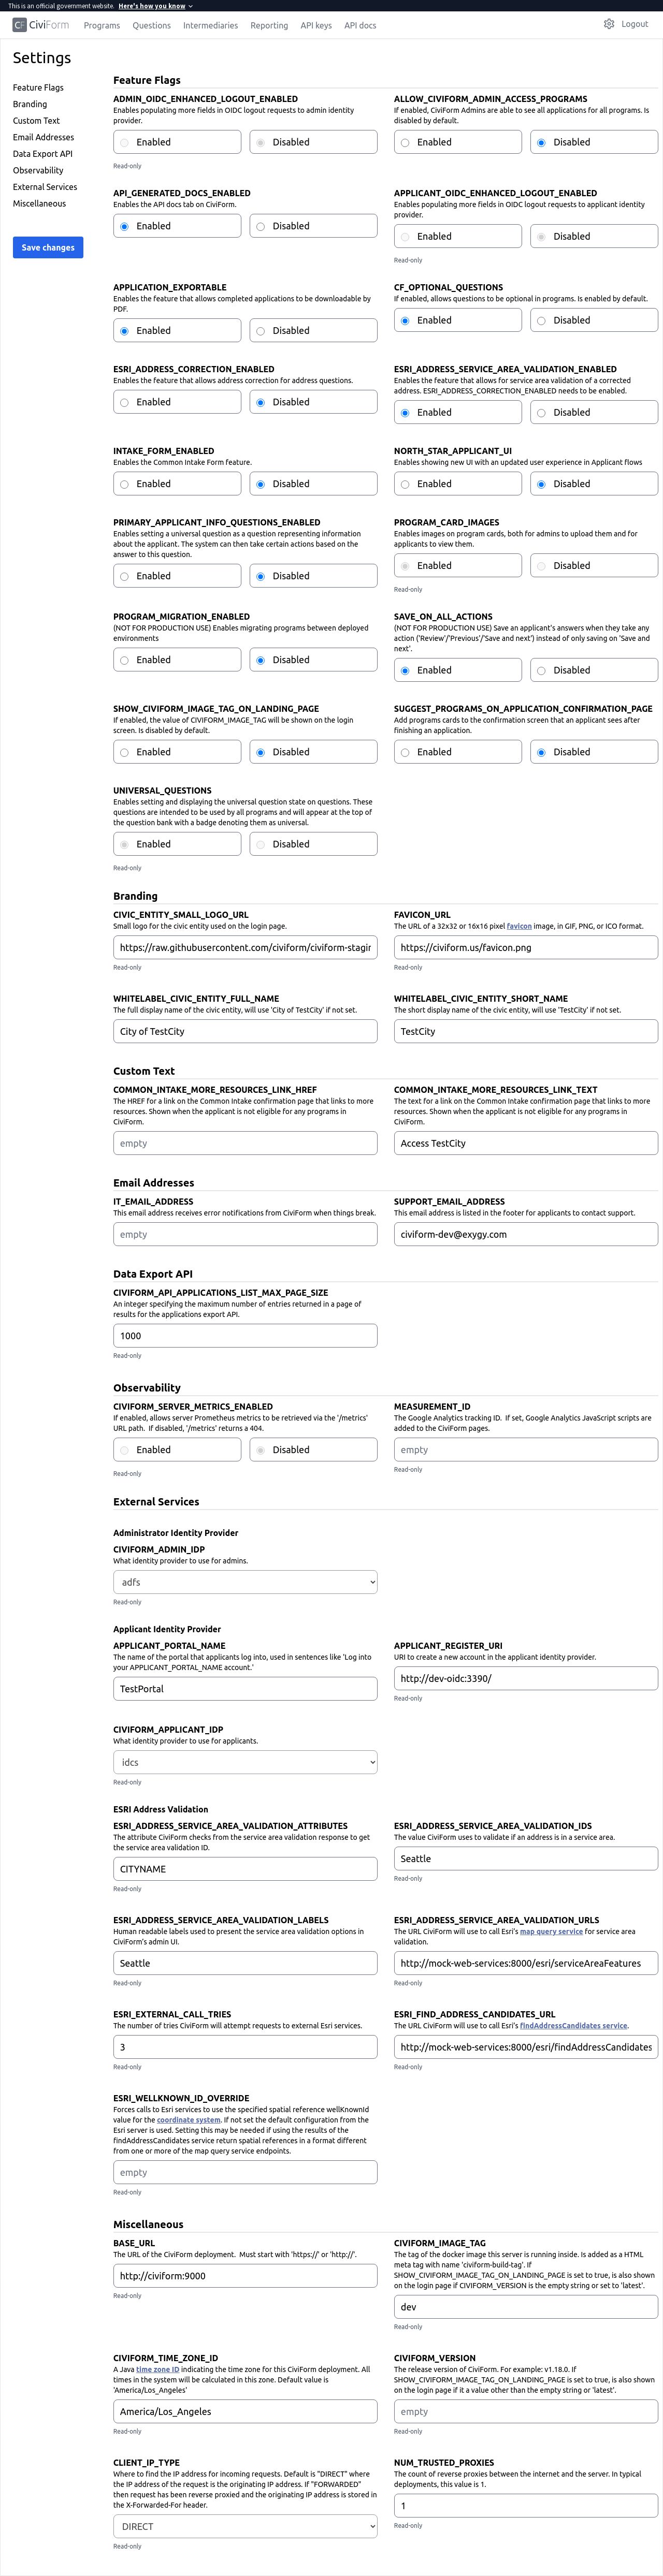 This is an official government website. Here's how you know
CF CiviForm Programs Questions Intermediaries Reporting API keys API docs Logout
Settings
Feature Flags
Branding
Custom Text
Email Addresses
Data Export API
Observability
External Services
Miscellaneous
Save changes
Feature Flags
ADMIN_OIDC_ENHANCED_LOGOUT_ENABLED
Enables populating more fields in OIDC logout requests to admin identity
provider.
Enabled Disabled
Read-only
ALLOW_CIVIFORM_ADMIN_ACCESS_PROGRAMS
If enabled, CiviForm Admins are able to see all applications for all programs. Is
disabled by default.
Enabled Disabled
API_GENERATED_DOCS_ENABLED
Enables the API docs tab on CiviForm.
Enabled Disabled
APPLICANT_OIDC_ENHANCED_LOGOUT_ENABLED
Enables populating more fields in OIDC logout requests to applicant identity
provider.
Enabled Disabled
Read-only
APPLICATION_EXPORTABLE
Enables the feature that allows completed applications to be downloadable by
PDF.
Enabled Disabled
CF_OPTIONAL_QUESTIONS
If enabled, allows questions to be optional in programs. Is enabled by default.
Enabled Disabled
ESRI_ADDRESS_CORRECTION_ENABLED
Enables the feature that allows address correction for address questions.
Enabled Disabled
ESRI_ADDRESS_SERVICE_AREA_VALIDATION_ENABLED
Enables the feature that allows for service area validation of a corrected
address. ESRI_ADDRESS_CORRECTION_ENABLED needs to be enabled.
Enabled Disabled
INTAKE_FORM_ENABLED
Enables the Common Intake Form feature.
Enabled Disabled
NORTH_STAR_APPLICANT_UI
Enables showing new UI with an updated user experience in Applicant flows
Enabled Disabled
PRIMARY_APPLICANT_INFO_QUESTIONS_ENABLED
Enables setting a universal question as a question representing information
about the applicant. The system can then take certain actions based on the
answer to this question.
Enabled Disabled
PROGRAM_CARD_IMAGES
Enables images on program cards, both for admins to upload them and for
applicants to view them.
Enabled Disabled
Read-only
PROGRAM_MIGRATION_ENABLED
(NOT FOR PRODUCTION USE) Enables migrating programs between deployed
environments
Enabled Disabled
SAVE_ON_ALL_ACTIONS
(NOT FOR PRODUCTION USE) Save an applicant's answers when they take any
action ('Review'/'Previous'/'Save and next') instead of only saving on 'Save and
next'.
Enabled Disabled
SHOW_CIVIFORM_IMAGE_TAG_ON_LANDING_PAGE
If enabled, the value of CIVIFORM_IMAGE_TAG will be shown on the login
screen. Is disabled by default.
Enabled Disabled
SUGGEST_PROGRAMS_ON_APPLICATION_CONFIRMATION_PAGE
Add programs cards to the confirmation screen that an applicant sees after
finishing an application.
Enabled Disabled
UNIVERSAL_QUESTIONS
Enables setting and displaying the universal question state on questions. These
questions are intended to be used by all programs and will appear at the top of
the question bank with a badge denoting them as universal.
Enabled Disabled
Read-only
Branding
CIVIC_ENTITY_SMALL_LOGO_URL
Small logo for the civic entity used on the login page.
https://raw.githubusercontent.com/civiform/civiform-stagir
Read-only
FAVICON_URL
The URL of a 32x32 or 16x16 pixel favicon image, in GIF, PNG, or ICO format.
https://civiform.us/favicon.png
Read-only
WHITELABEL_CIVIC_ENTITY_FULL_NAME
The full display name of the civic entity, will use 'City of TestCity' if not set.
City of TestCity
WHITELABEL_CIVIC_ENTITY_SHORT_NAME
The short display name of the civic entity, will use 'TestCity' if not set.
TestCity
Custom Text
COMMON_INTAKE_MORE_RESOURCES_LINK_HREF
The HREF for a link on the Common Intake confirmation page that links to more
resources. Shown when the applicant is not eligible for any programs in
CiviForm.
empty
COMMON_INTAKE_MORE_RESOURCES_LINK_TEXT
The text for a link on the Common Intake confirmation page that links to more
resources. Shown when the applicant is not eligible for any programs in
CiviForm.
Access TestCity
Email Addresses
IT_EMAIL_ADDRESS
This email address receives error notifications from CiviForm when things break.
empty
SUPPORT_EMAIL_ADDRESS
This email address is listed in the footer for applicants to contact support.
civiform-dev@exygy.com
Data Export API
CIVIFORM_API_APPLICATIONS_LIST_MAX_PAGE_SIZE
An integer specifying the maximum number of entries returned in a page of
results for the applications export API.
1000
Read-only
Observability
CIVIFORM_SERVER_METRICS_ENABLED
If enabled, allows server Prometheus metrics to be retrieved via the '/metrics'
URL path. If disabled, '/metrics' returns a 404.
Enabled Disabled
Read-only
MEASUREMENT_ID
The Google Analytics tracking ID. If set, Google Analytics JavaScript scripts are
added to the CiviForm pages.
empty
Read-only
External Services
Administrator Identity Provider
CIVIFORM_ADMIN_IDP
What identity provider to use for admins.
adfs
Read-only
Applicant Identity Provider
APPLICANT_PORTAL_NAME
The name of the portal that applicants log into, used in sentences like 'Log into
your APPLICANT_PORTAL_NAME account.'
TestPortal
APPLICANT_REGISTER_URI
URI to create a new account in the applicant identity provider.
http://dev-oidc:3390/
Read-only
CIVIFORM_APPLICANT_IDP
What identity provider to use for applicants.
idcs
Read-only
ESRI Address Validation
ESRI_ADDRESS_SERVICE_AREA_VALIDATION_ATTRIBUTES
The attribute CiviForm checks from the service area validation response to get
the service area validation ID.
CITYNAME
Read-only
ESRI_ADDRESS_SERVICE_AREA_VALIDATION_IDS
The value CiviForm uses to validate if an address is in a service area.
Seattle
Read-only
ESRI_ADDRESS_SERVICE_AREA_VALIDATION_LABELS
Human readable labels used to present the service area validation options in
CiviForm's admin UI.
Seattle
Read-only
ESRI_ADDRESS_SERVICE_AREA_VALIDATION_URLS
The URL CiviForm will use to call Esri's map query service for service area
validation.
http://mock-web-services:8000/esri/serviceAreaFeatures
Read-only
ESRI_EXTERNAL_CALL_TRIES
The number of tries CiviForm will attempt requests to external Esri services.
3
Read-only
ESRI_FIND_ADDRESS_CANDIDATES_URL
The URL CiviForm will use to call Esri's findAddressCandidates service.
http://mock-web-services:8000/esri/findAddressCandidates
Read-only
ESRI_WELLKNOWN_ID_OVERRIDE
Forces calls to Esri services to use the specified spatial reference wellKnownId
value for the coordinate system. If not set the default configuration from the
Esri server is used. Setting this may be needed if using the results of the
findAddressCandidates service return spatial references in a format different
from one or more of the map query service endpoints.
empty
Read-only
Miscellaneous
BASE_URL
The URL of the CiviForm deployment. Must start with 'https://' or 'http://'.
http://civiform:9000
Read-only
CIVIFORM_IMAGE_TAG
The tag of the docker image this server is running inside. Is added as a HTML
meta tag with name 'civiform-build-tag'. If
SHOW_CIVIFORM_IMAGE_TAG_ON_LANDING_PAGE is set to true, is also shown
on the login page if CIVIFORM_VERSION is the empty string or set to 'latest'.
dev
Read-only
CIVIFORM_TIME_ZONE_ID
A Java time zone ID indicating the time zone for this CiviForm deployment. All
times in the system will be calculated in this zone. Default value is
'America/Los_Angeles'
America/Los_Angeles
Read-only
CIVIFORM_VERSION
The release version of CiviForm. For example: v1.18.0. If
SHOW_CIVIFORM_IMAGE_TAG_ON_LANDING_PAGE is set to true, is also shown
on the login page if it a value other than the empty string or 'latest'.
empty
Read-only
CLIENT_IP_TYPE
Where to find the IP address for incoming requests. Default is "DIRECT" where
the IP address of the request is the originating IP address. If "FORWARDED"
then request has been reverse proxied and the originating IP address is stored in
the X-Forwarded-For header.
DIRECT
Read-only
NUM_TRUSTED_PROXIES
The count of reverse proxies between the internet and the server. In typical
deployments, this value is 1.
1
Read-only